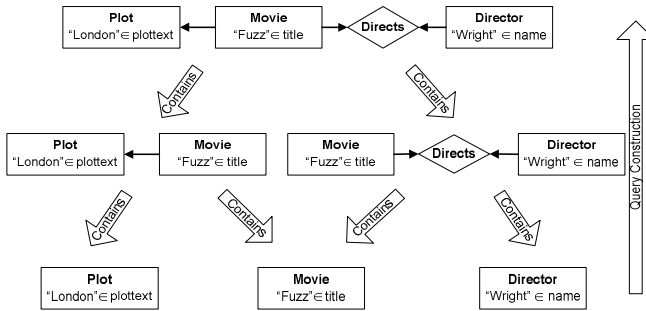 Plot
"London"∈ plottext
Movie
"Fuzz"∈ title
Directs
Director
"Wright" ∈ name
Contains
Contains
Plot
"London"∈ plottext
Movie
"Fuzz"∈ title
Movie
"Fuzz"∈ title
Directs
Director
"Wright" ∈ name
Contains
Contains
Contains
Contains
Plot
"London"∈ plottext
Movie
"Fuzz"∈ title
Director
"Wright" ∈ name
Query Construction